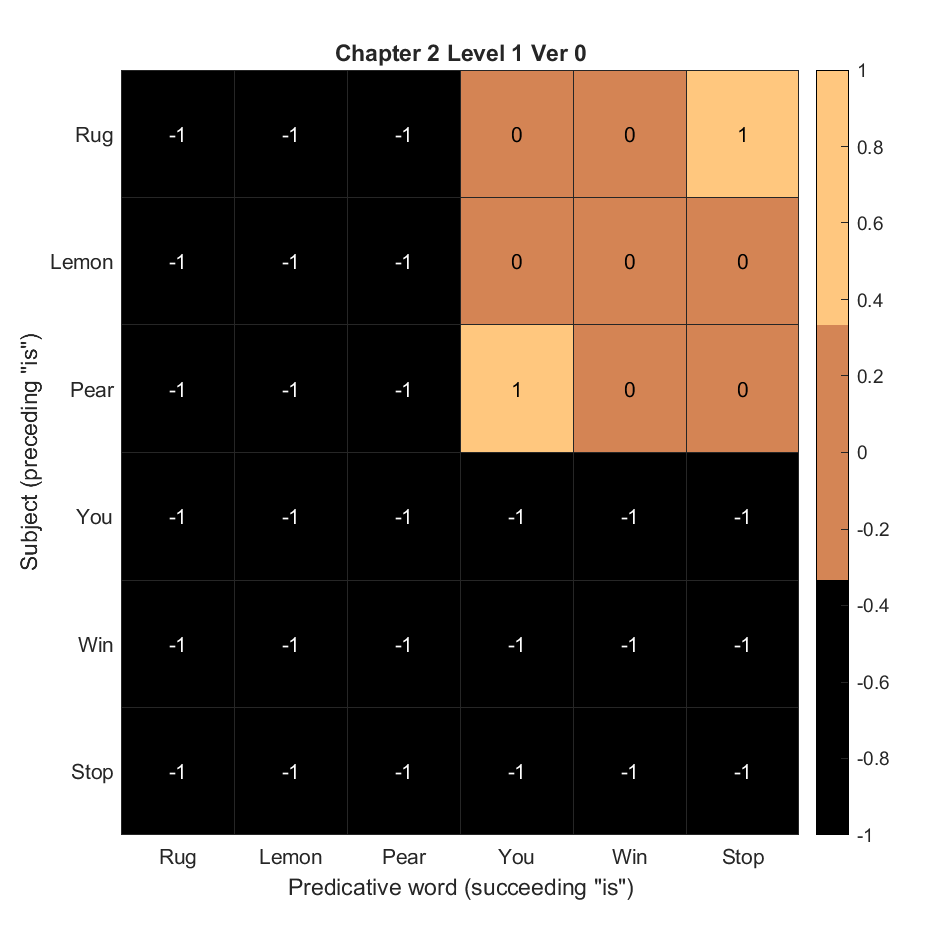 Chapter 2 Level 1 Ver 0
Rug -1 -1 -1 0 0 1
Lemon -1 -1 -1 0 0 0
Pear -1 -1 -1 1 0 0
You -1 -1 -1 -1 -1 -1
Win -1 -1 -1 -1 -1 -1
Stop -1 -1 -1 -1 -1 -1
Rug Lemon Pear You Win Stop
Predicative word (succeeding "is")
Subject (preceding "is")
1
0.8
0.6
0.4
0.2
0
-0.2
-0.4
-0.6
-0.8
-1